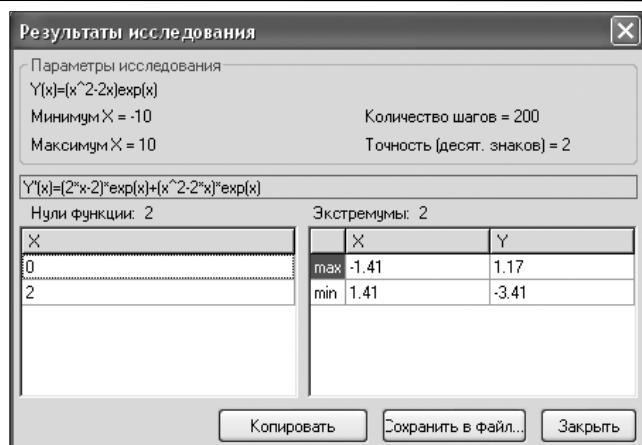 Результаты исследования
Параметры исследования
Y(x)=(x^2-2x)exp(x)
Минимум X = -10
Количество шагов = 200
Максимум X = 10
Точность (десят. знаков) = 2
Y'(x)=(2*x-2)*exp(x)+(x^2-2*x)*exp(x)
Нули функции: 2
Экстремумы: 2
X
X Y
0
max -1.41 1.17
2
min 1.41 -3.41
Копировать Сохранить в файл... Закрыть